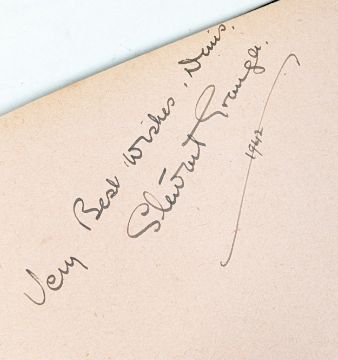 Very Best Wishes, Denis,
Stewart Granger.
1942